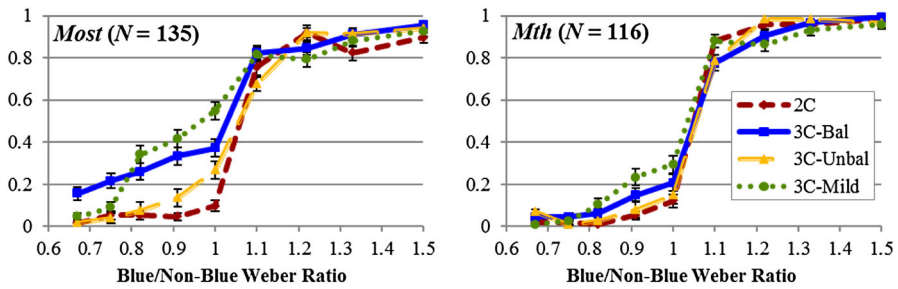 Most (N = 135)
1
0.8
0.6
0.4
0.2
0
0.6 0.7 0.8 0.9 1 1.1 1.2 1.3 1.4 1.5
Blue/Non-Blue Weber Ratio
Mth (N = 116)
1
0.8
0.6
0.4
0.2
0
0.6 0.7 0.8 0.9 1 1.1 1.2 1.3 1.4 1.5
Blue/Non-Blue Weber Ratio
2C
3C-Bal
3C-Unbal
3C-Mild